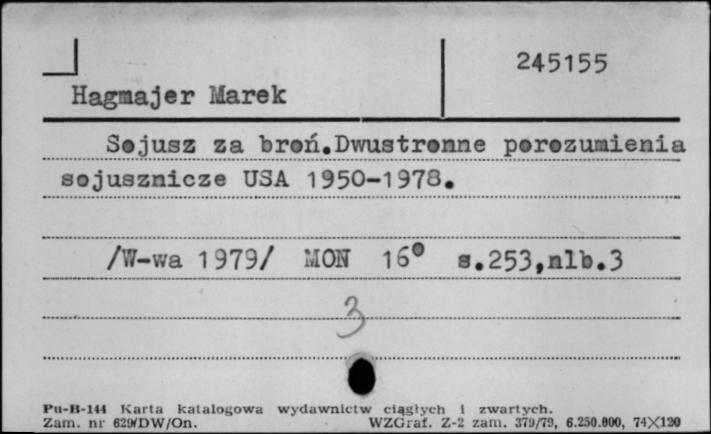 245155
Hagmajer Marek
Sojusz za broń.Dwustronne porozumienia
sojusznicze USA 1950-1978.
/W-wa 1979/ MON 16° s.253,nlb.3
3
Pu-B-144 Karta katalogowa wydawnictw ciągłych i zwartych.
Zam. nr 629/DW/On. WZGraf. Z-2 zam. 379/79, 6.250.000, 74X120